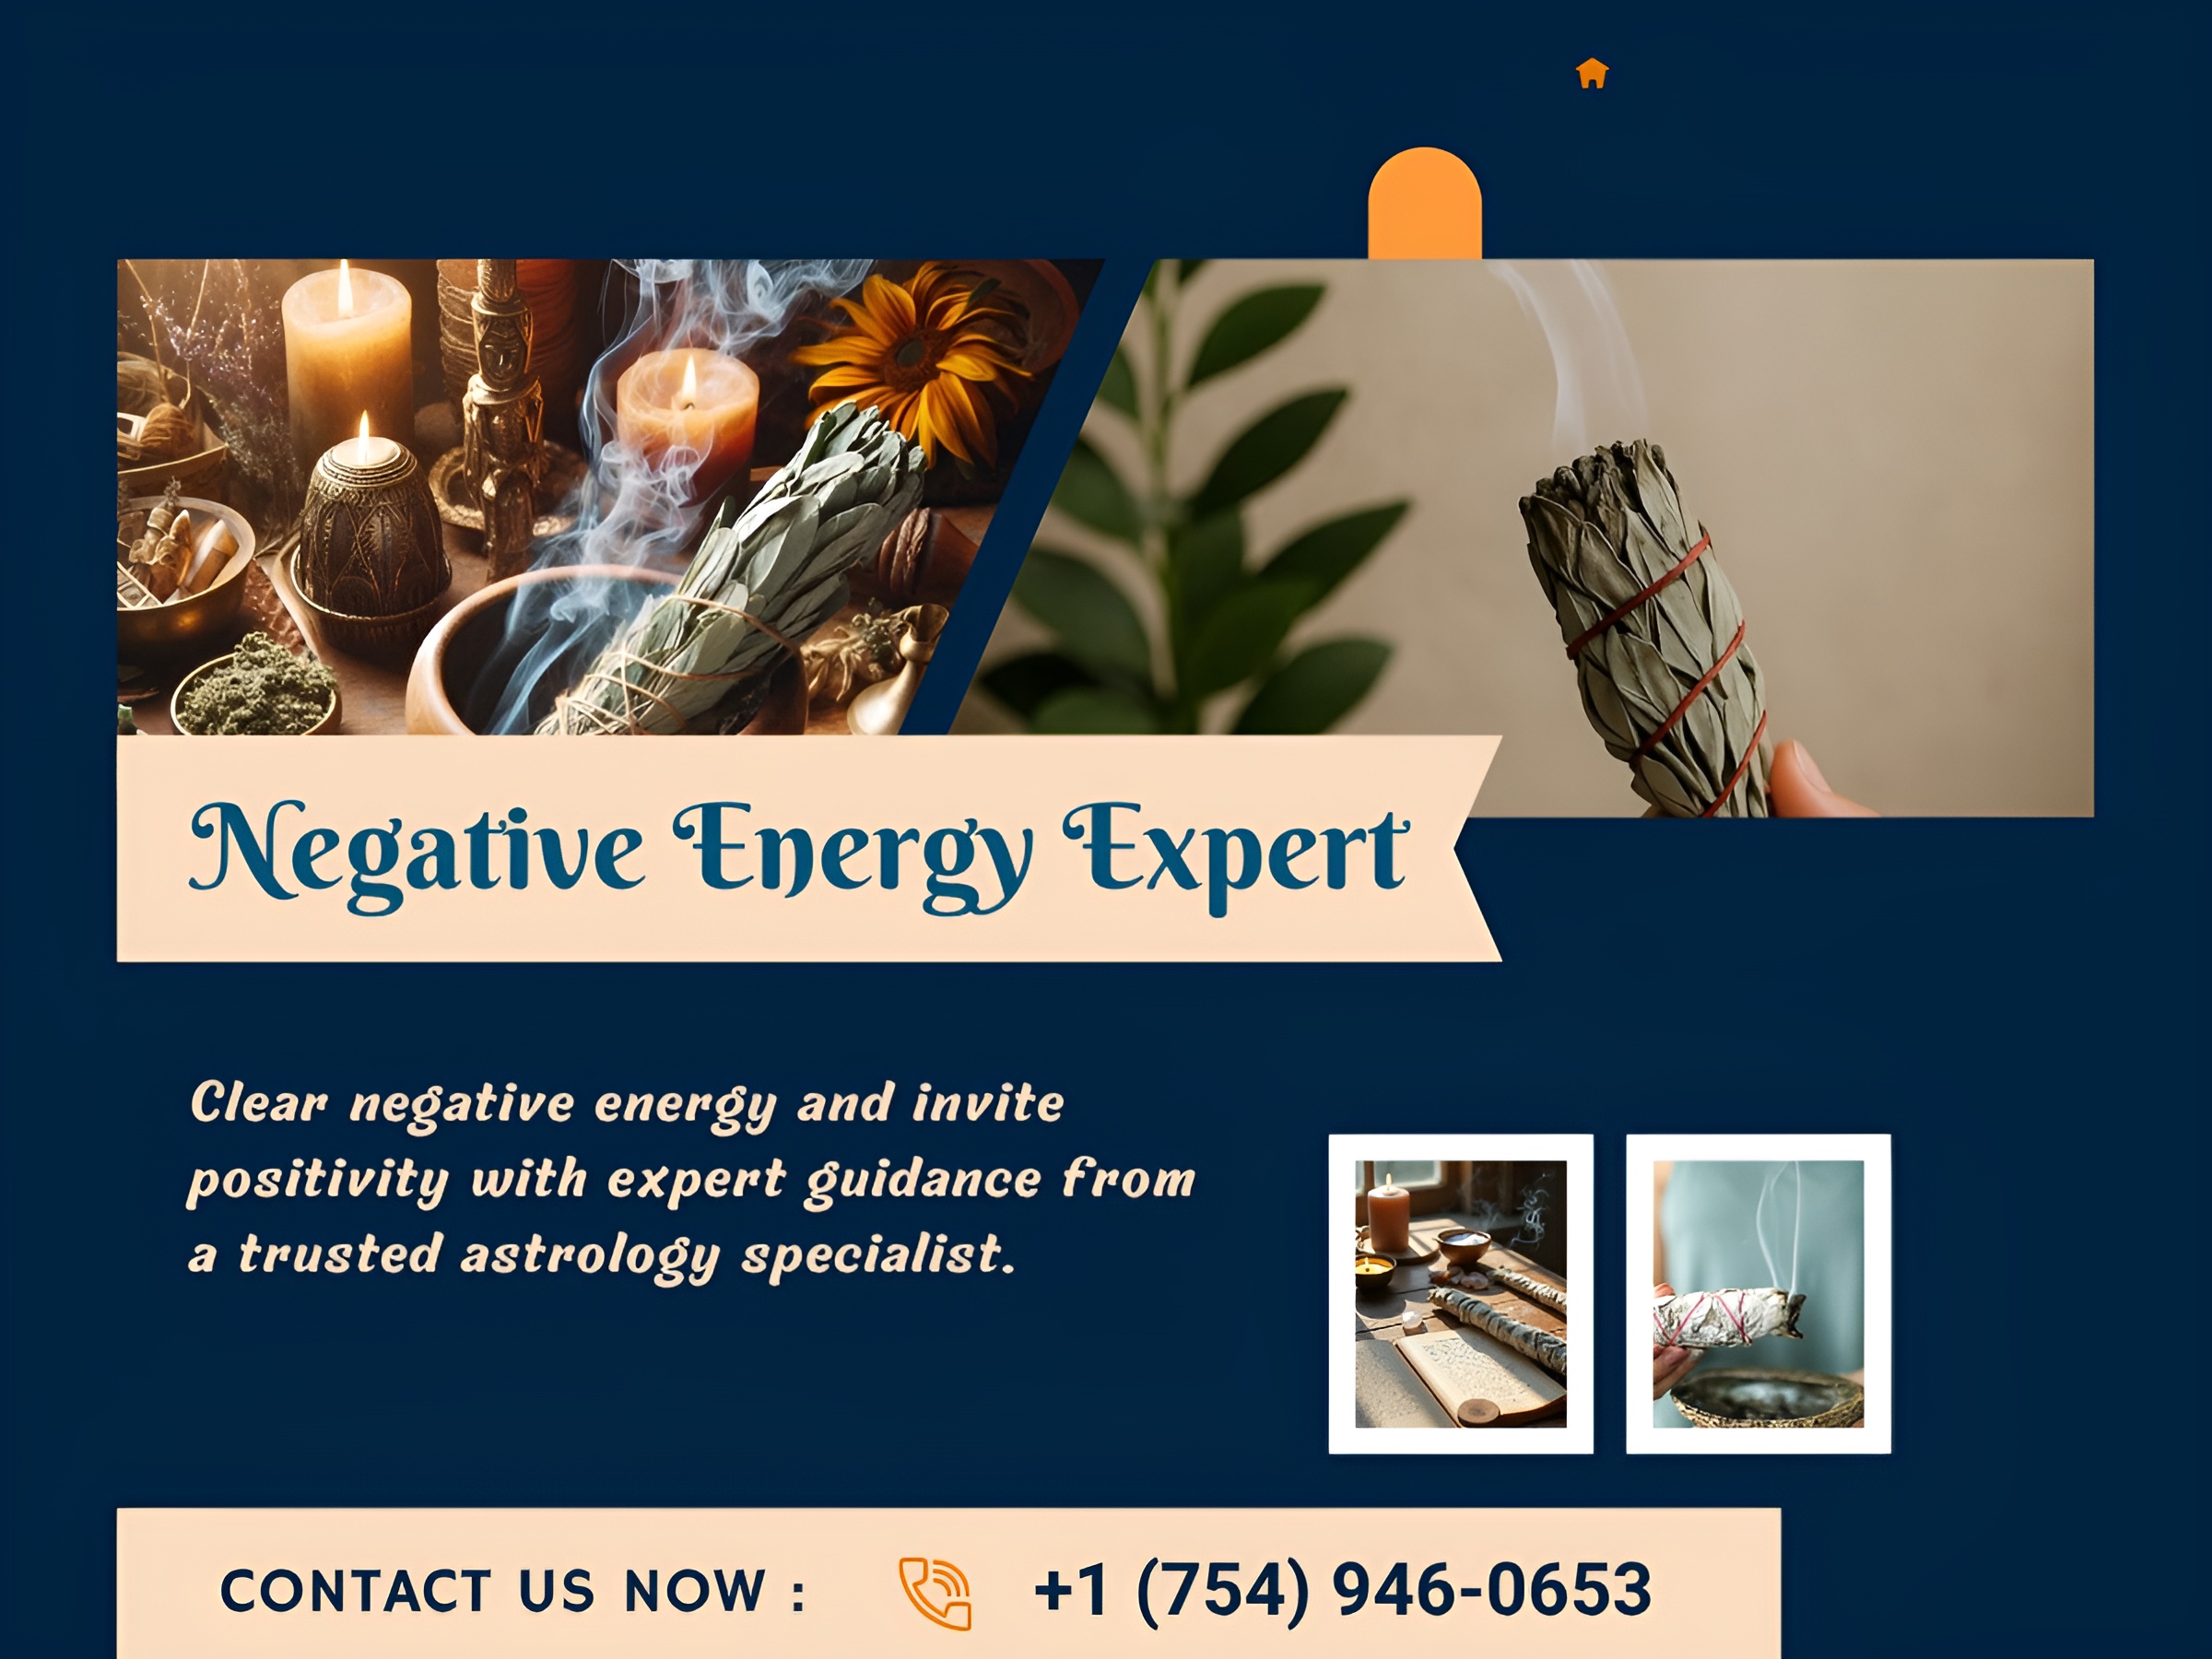 Negative Energy Expert
Clear negative energy and invite
positivity with expert guidance from
a trusted astrology specialist.
CONTACT US NOW : +1 (754) 946-0653